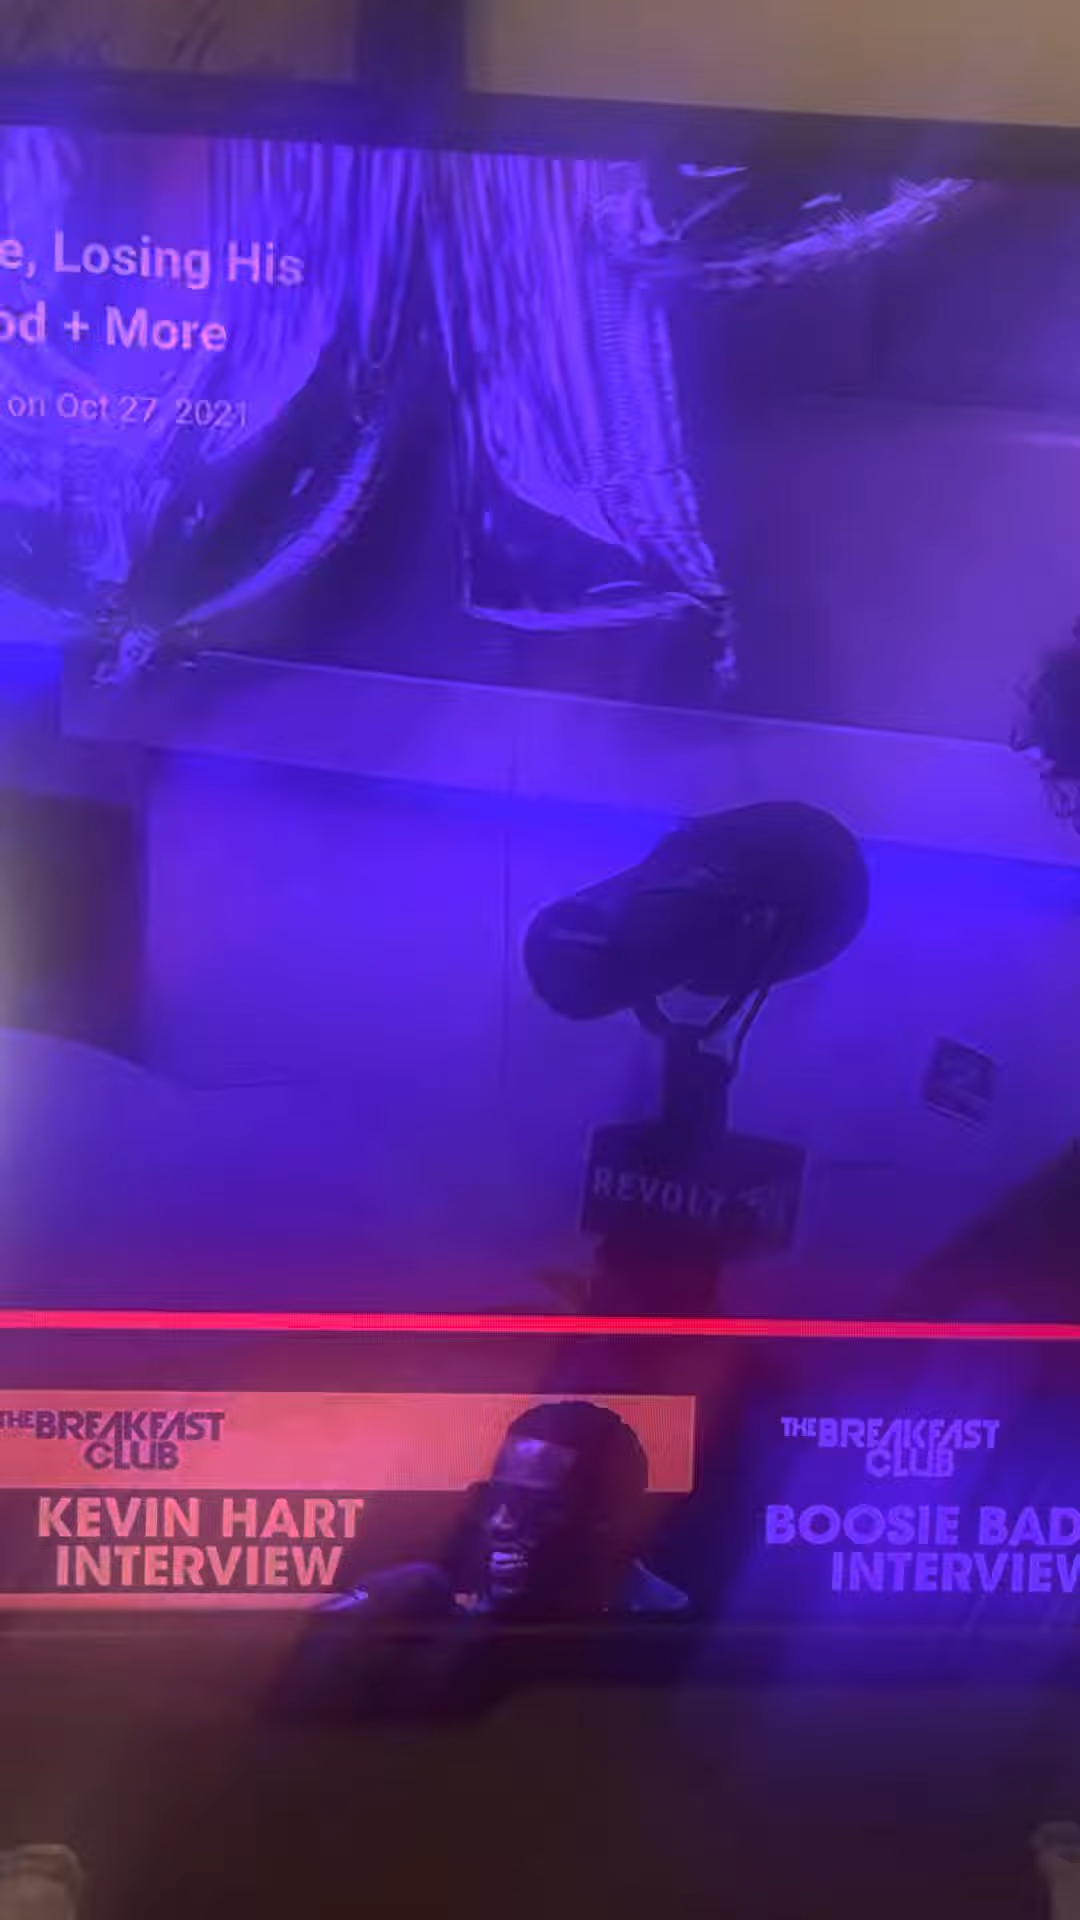 e, Losing His
od + More
on Oct 27, 2021
REVOLT
THE BREAKFAST
CLUB
KEVIN HART
INTERVIEW
THE BREAKFAST
CLUB
BOOSIE BAD
INTERVIEW